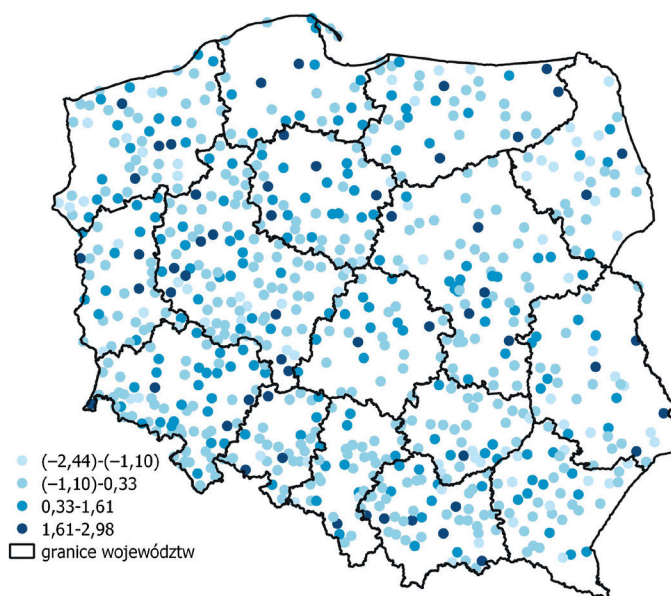 (−2,44)-(−1,10)
(−1,10)-0,33
0,33-1,61
1,61-2,98
granice województw